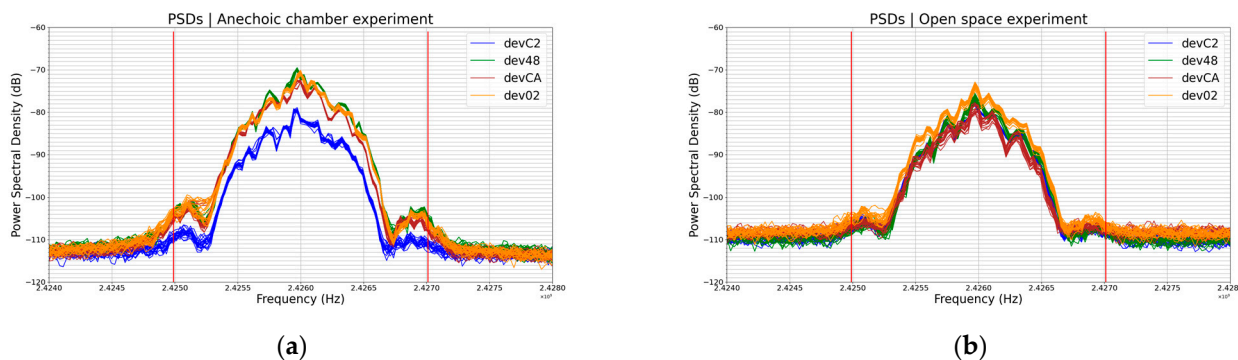 PSDs | Anechoic chamber experiment
Power Spectral Density (dB)
−60
−70
−80
−90
−100
−110
−120
devC2
dev48
devCA
dev02
2.4240 2.4245 2.4250 2.4255 2.4260 2.4265 2.4270 2.4275 2.4280
Frequency (Hz)
×10⁹
(a)
PSDs | Open space experiment
Power Spectral Density (dB)
−60
−70
−80
−90
−100
−110
−120
devC2
dev48
devCA
dev02
2.4240 2.4245 2.4250 2.4255 2.4260 2.4265 2.4270 2.4275 2.4280
Frequency (Hz)
×10⁹
(b)